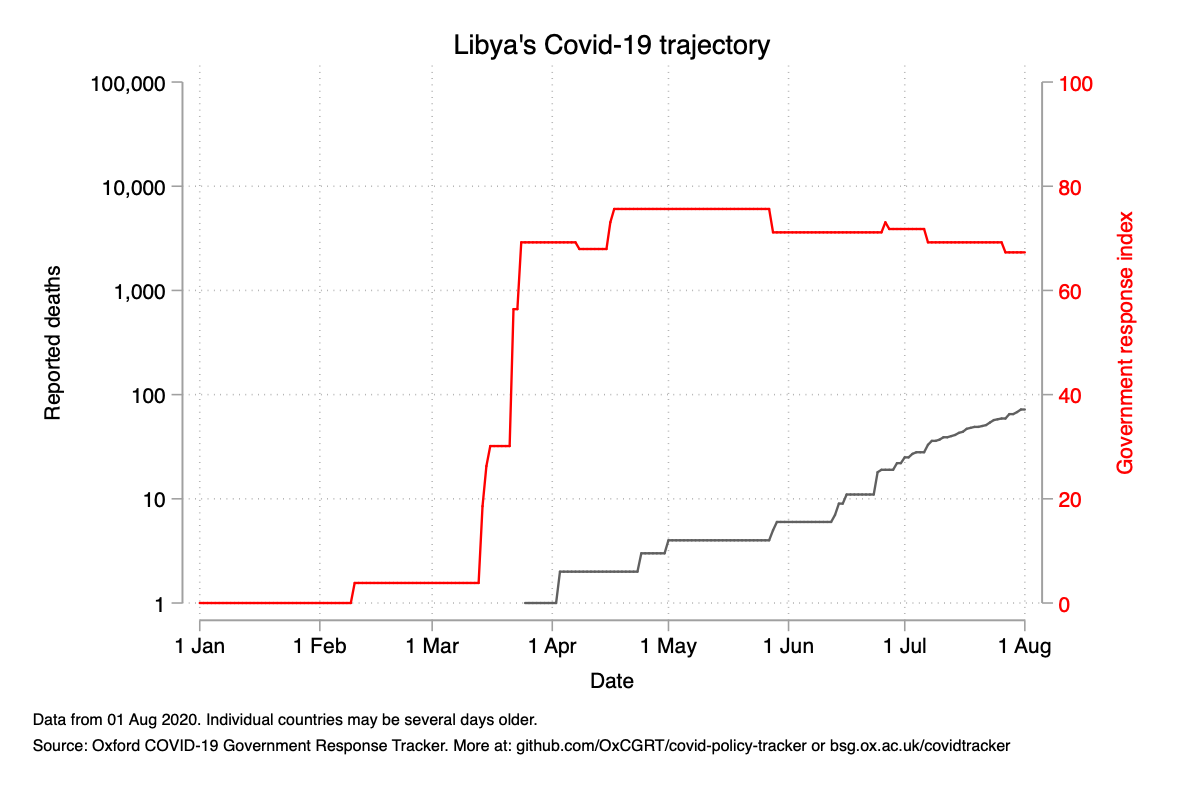 Libya's Covid-19 trajectory
100,000
10,000
1,000
100
10
1
Reported deaths
100
80
60
40
20
0
Government response index
1 Jan
1 Feb
1 Mar
1 Apr
1 May
1 Jun
1 Jul
1 Aug
Date
Data from 01 Aug 2020. Individual countries may be several days older.
Source: Oxford COVID-19 Government Response Tracker. More at: github.com/OxCGRT/covid-policy-tracker or bsg.ox.ac.uk/covidtracker